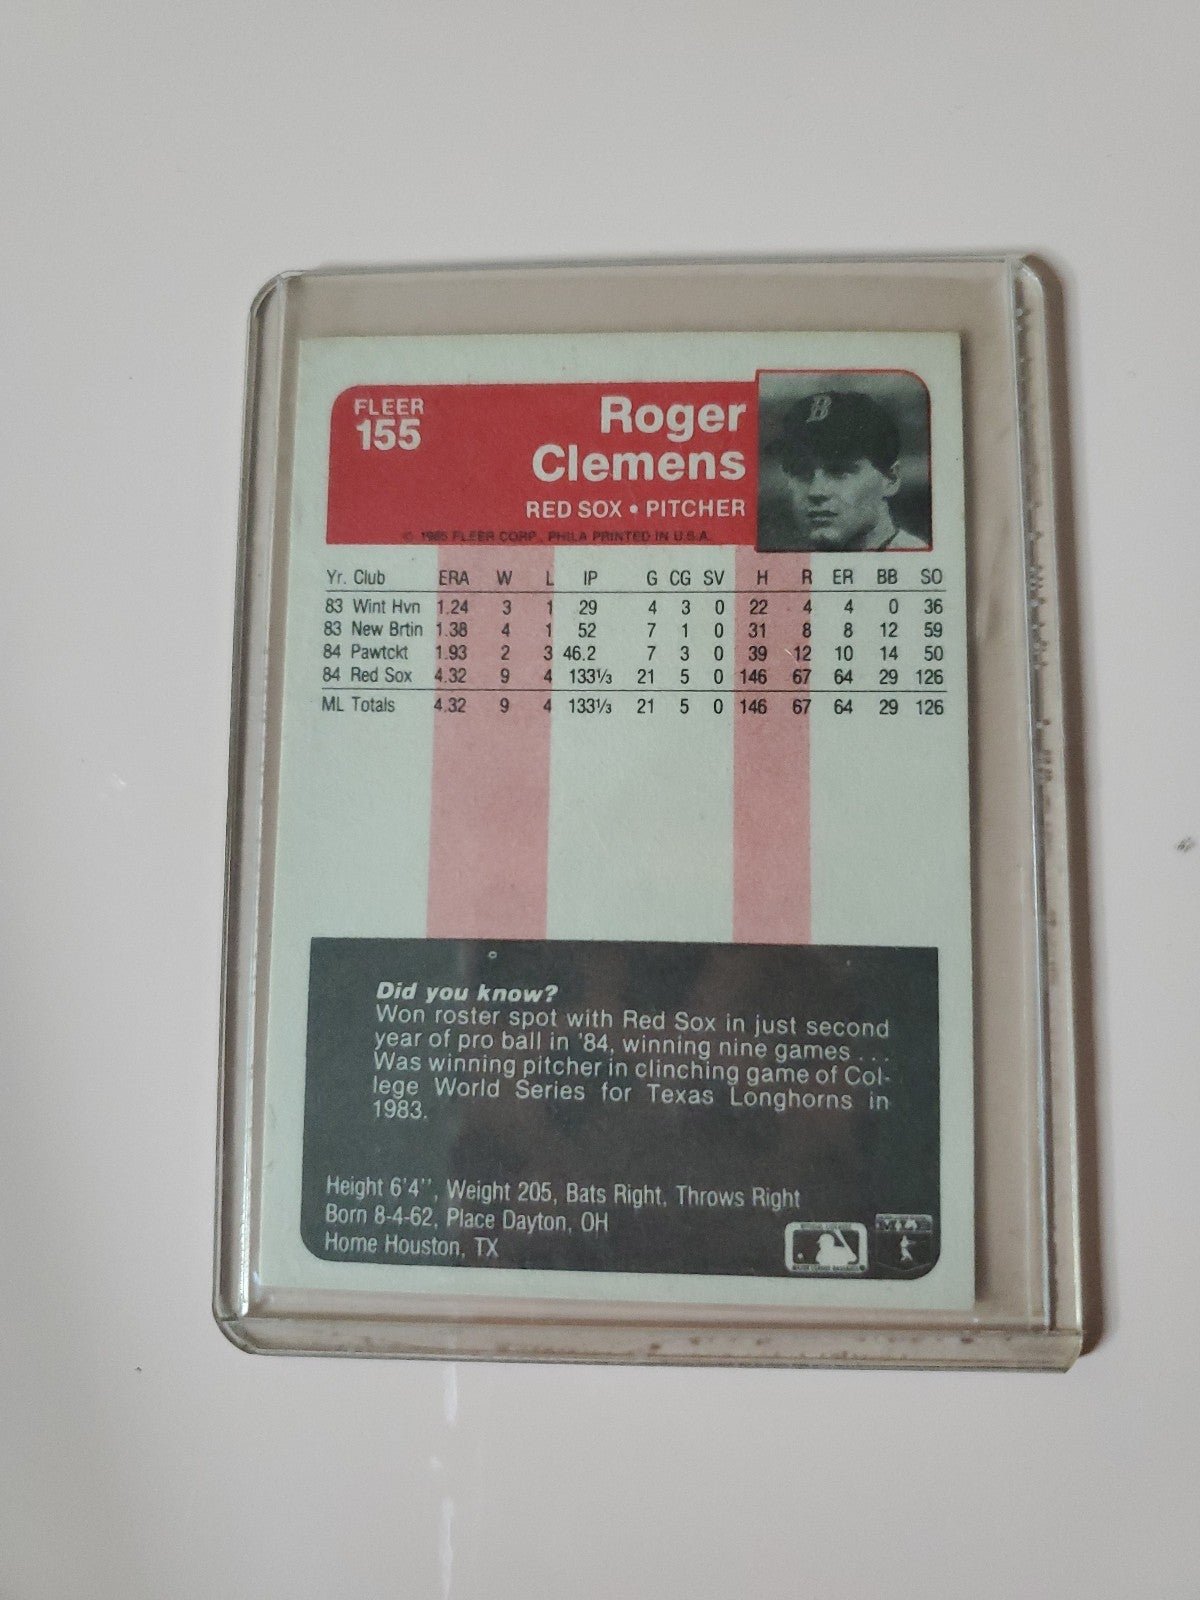 FLEER
155
Roger
Clemens
RED SOX • PITCHER
© 1985 FLEER CORP., PHILA PRINTED IN U.S.A.
Yr. Club ERA W L IP G CG SV H R ER BB SO
83 Wint Hvn 1.24 3 1 29 4 3 0 22 4 4 0 36
83 New Brtin 1.38 4 1 52 7 1 0 31 8 8 12 59
84 Pawtckt 1.93 2 3 46.2 7 3 0 39 12 10 14 50
84 Red Sox 4.32 9 4 133⅓ 21 5 0 146 67 64 29 126
ML Totals 4.32 9 4 133⅓ 21 5 0 146 67 64 29 126
Did you know?
Won roster spot with Red Sox in just second
year of pro ball in '84, winning nine games . . .
Was winning pitcher in clinching game of Col-
lege World Series for Texas Longhorns in
1983.
Height 6'4", Weight 205, Bats Right, Throws Right
Born 8-4-62, Place Dayton, OH
Home Houston, TX